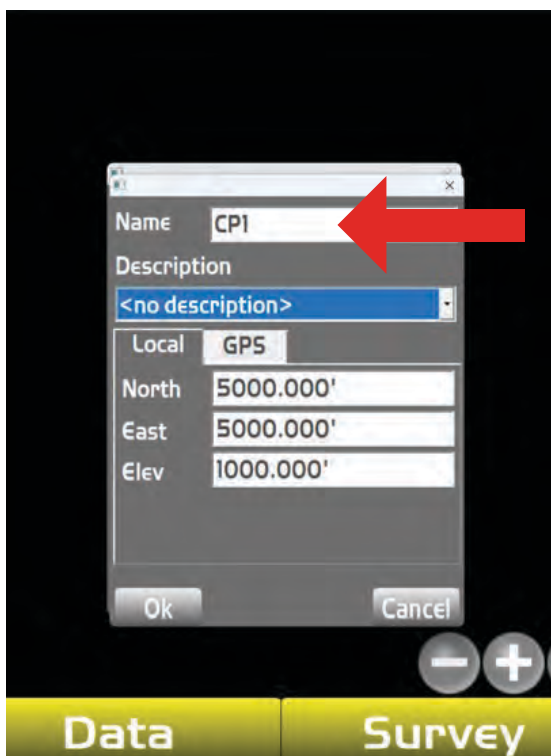 Name CP1
Description
<no description>
Local GPS
North 5000.000'
East 5000.000'
Elev 1000.000'
Ok Cancel
Data Survey